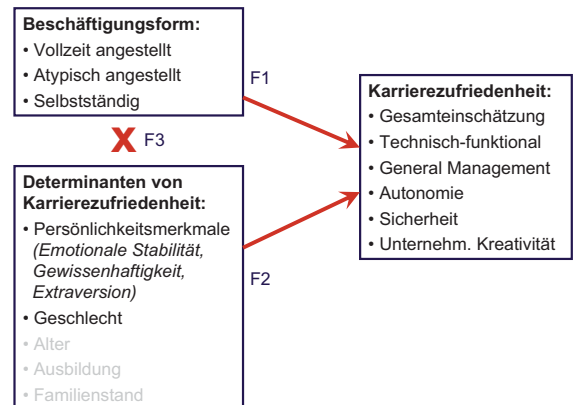 Beschäftigungsform:
• Vollzeit angestellt
• Atypisch angestellt
• Selbstständig
F1
X F3
Determinanten von
Karrierezufriedenheit:
• Persönlichkeitsmerkmale
(Emotionale Stabilität,
Gewissenhaftigkeit,
Extraversion)
• Geschlecht
• Alter
• Ausbildung
• Familienstand
F2
Karrierezufriedenheit:
• Gesamteinschätzung
• Technisch-funktional
• General Management
• Autonomie
• Sicherheit
• Unternehm. Kreativität